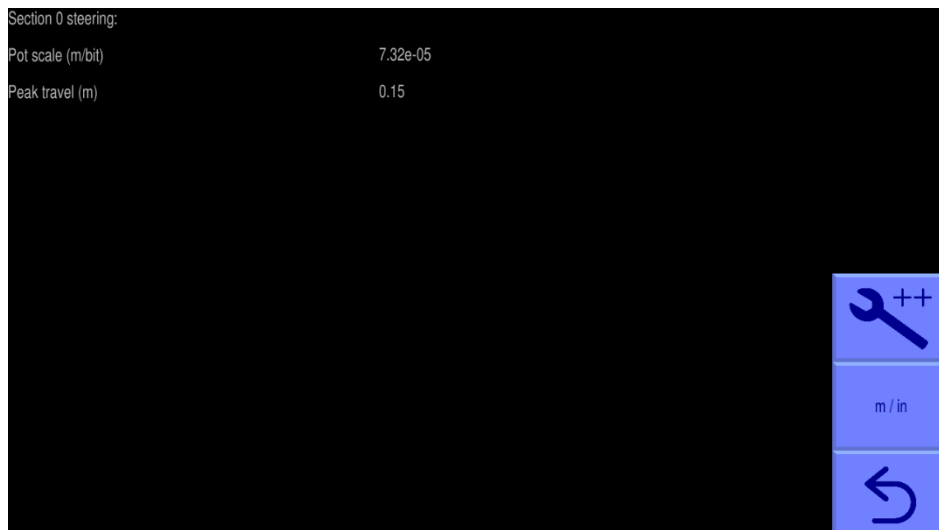 Section 0 steering:
Pot scale (m/bit) 7.32e-05
Peak travel (m) 0.15
++
m / in